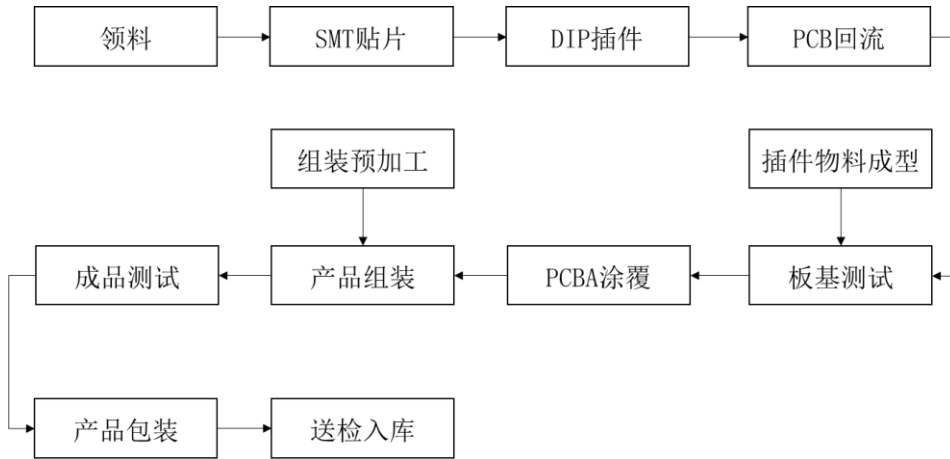 领料
SMT贴片
DIP插件
PCB回流
组装预加工
插件物料成型
成品测试
产品组装
PCBA涂覆
板基测试
产品包装
送检入库